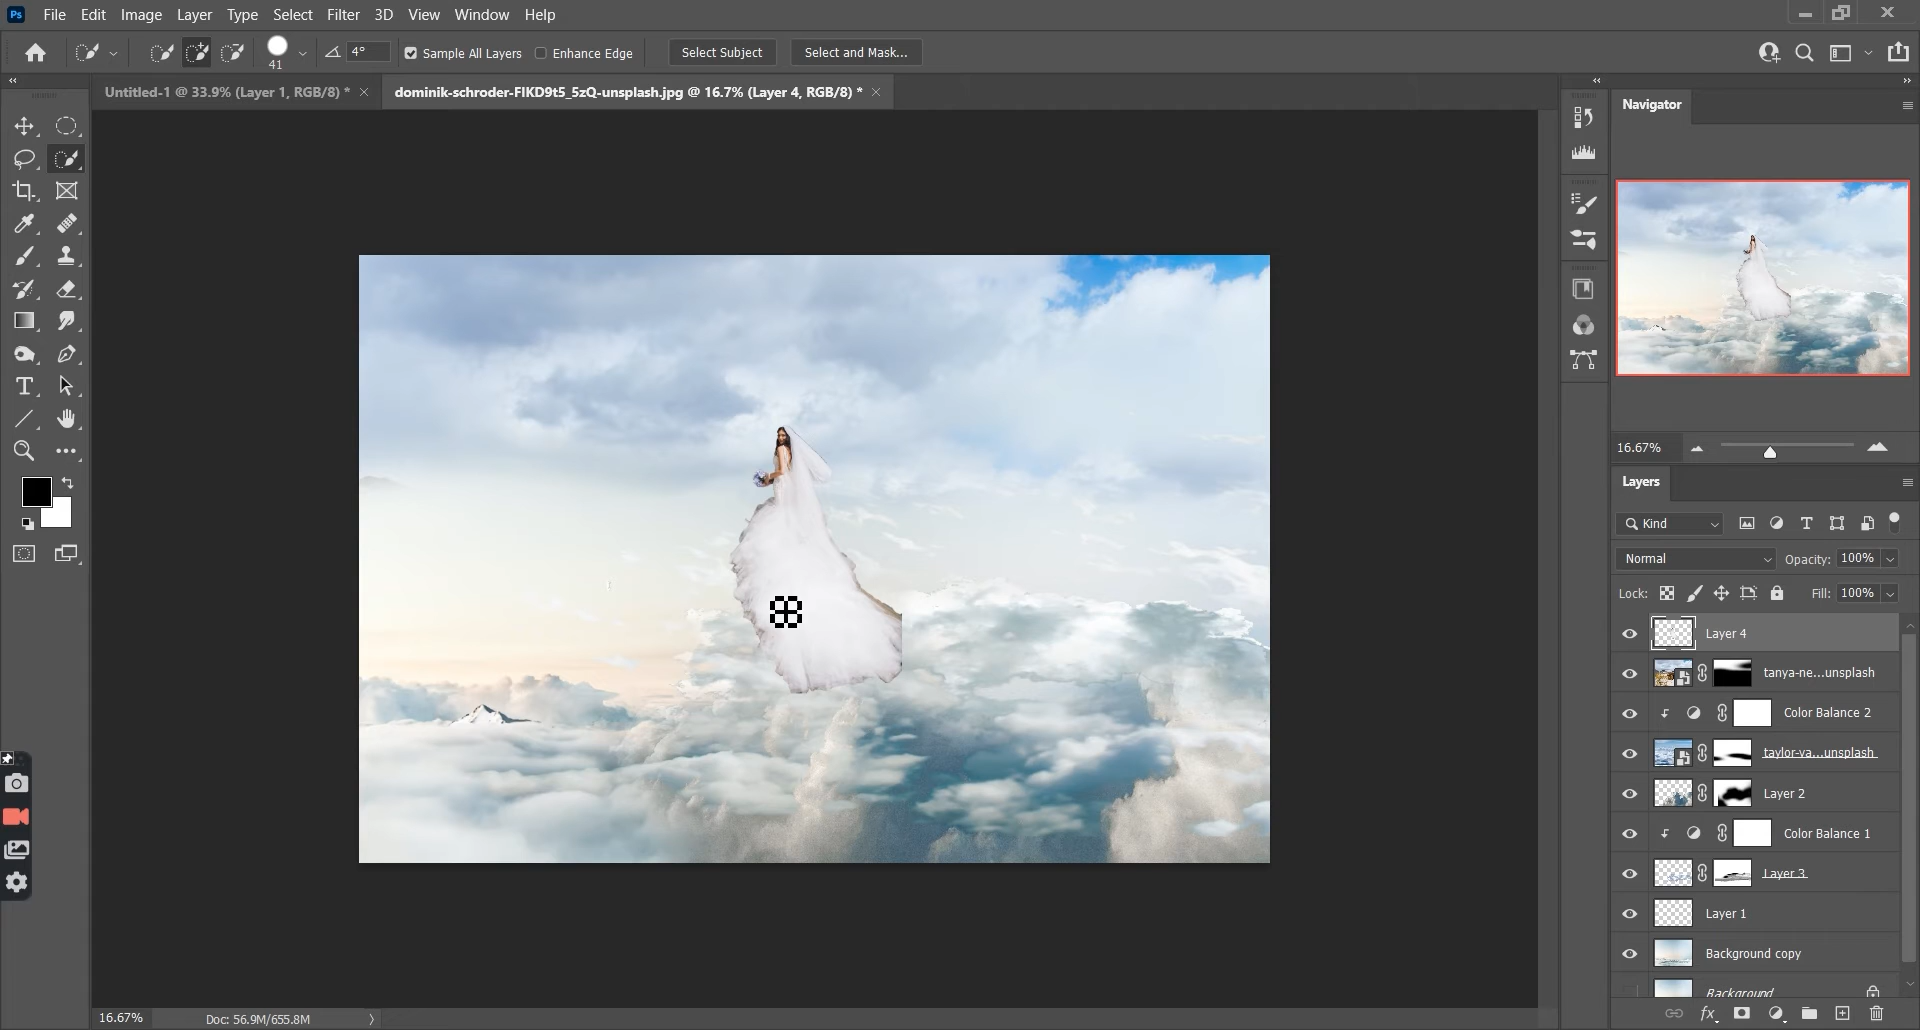 Ps File Edit Image Layer Type Select Filter 3D View Window Help
41 4° Sample All Layers Enhance Edge Select Subject Select and Mask...
Untitled-1 @ 33.9% (Layer 1, RGB/8) * dominik-schroder-FIKD9t5_5zQ-unsplash.jpg @ 16.7% (Layer 4, RGB/8) *
Navigator
16.67%
Layers
Kind
Normal Opacity: 100%
Lock: Fill: 100%
Layer 4
tanya-ne...unsplash
Color Balance 2
taylor-va...unsplash
Layer 2
Color Balance 1
Layer 3
Layer 1
Background copy
Background
16.67% Doc: 56.9M/655.8M